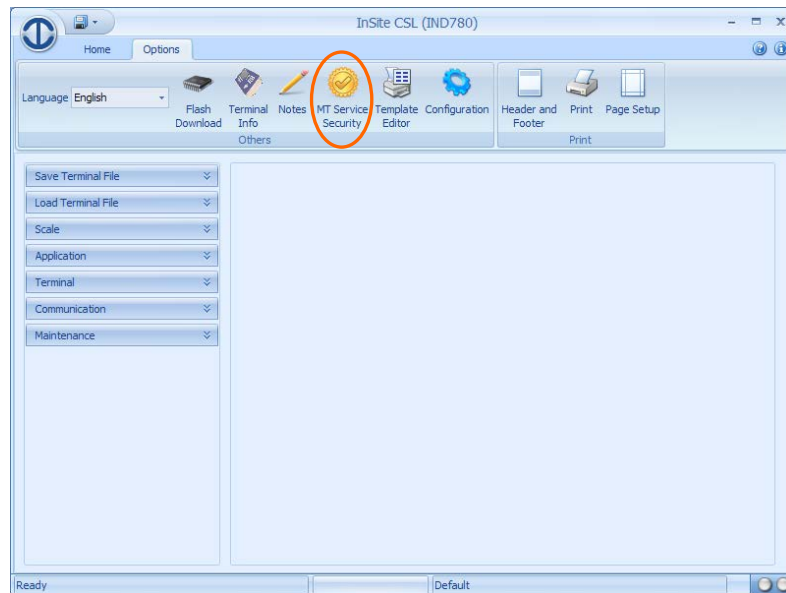 InSite CSL (IND780)
Home Options
Language English
Flash Download
Terminal Info
Notes
MT Service Security
Template Editor
Configuration
Others
Header and Footer
Print
Page Setup
Print
Save Terminal File
Load Terminal File
Scale
Application
Terminal
Communication
Maintenance
Ready
Default